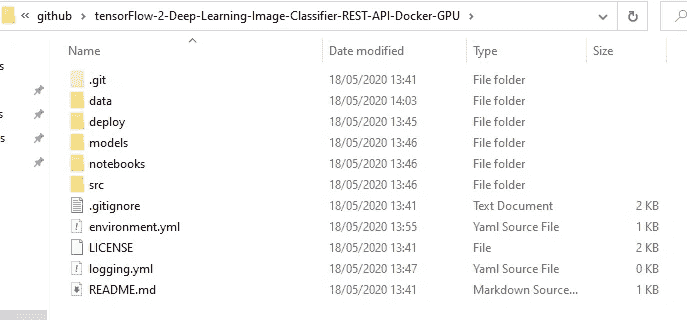 « github › tensorFlow-2-Deep-Learning-Image-Classifier-REST-API-Docker-GPU ›
Name Date modified Type Size
.git 18/05/2020 13:41 File folder
data 18/05/2020 14:03 File folder
deploy 18/05/2020 13:45 File folder
models 18/05/2020 13:46 File folder
notebooks 18/05/2020 13:46 File folder
src 18/05/2020 13:46 File folder
.gitignore 18/05/2020 13:41 Text Document 2 KB
environment.yml 18/05/2020 13:55 Yaml Source File 1 KB
LICENSE 18/05/2020 13:41 File 2 KB
logging.yml 18/05/2020 13:47 Yaml Source File 0 KB
README.md 18/05/2020 13:41 Markdown Source... 1 KB